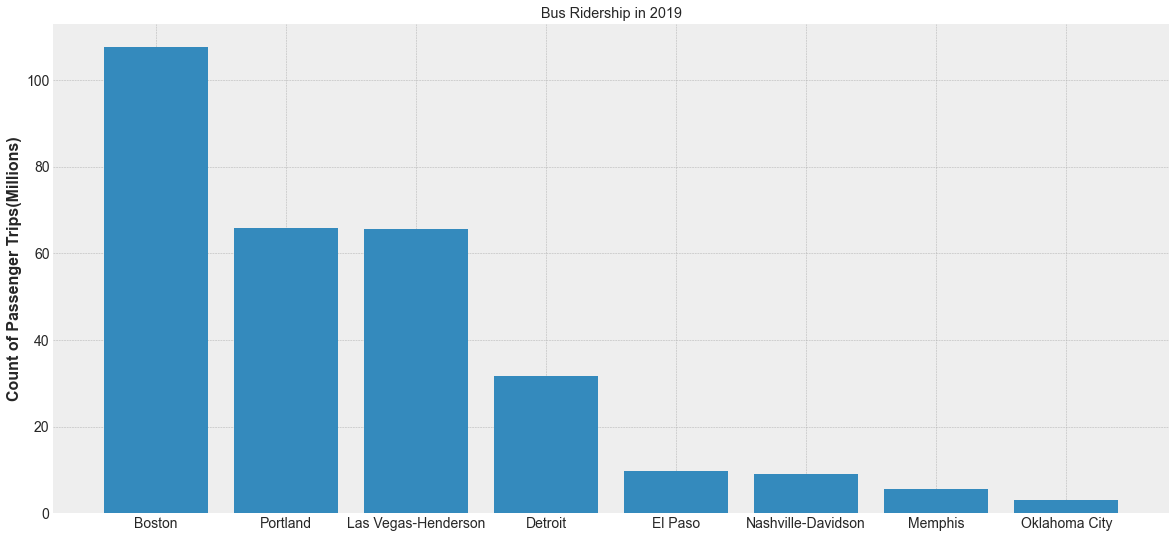 Bus Ridership in 2019
Count of Passenger Trips(Millions)
100
80
60
40
20
0
Boston
Portland
Las Vegas-Henderson
Detroit
El Paso
Nashville-Davidson
Memphis
Oklahoma City